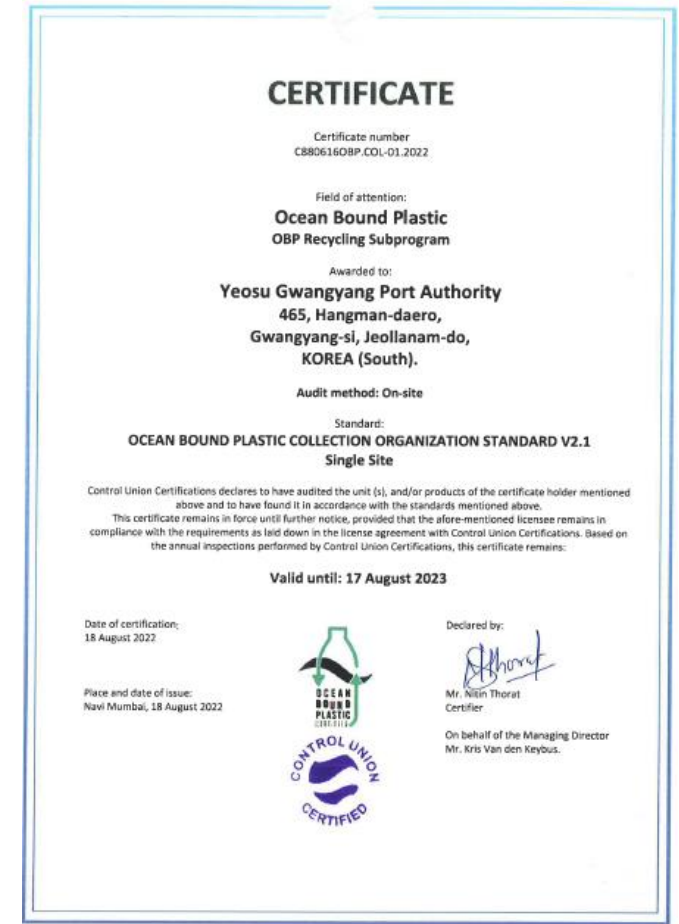 CERTIFICATE
Certificate number
C880616OBP.COL-01.2022
Field of attention:
Ocean Bound Plastic
OBP Recycling Subprogram
Awarded to:
Yeosu Gwangyang Port Authority
465, Hangman-daero,
Gwangyang-si, Jeollanam-do,
KOREA (South).
Audit method: On-site
Standard:
OCEAN BOUND PLASTIC COLLECTION ORGANIZATION STANDARD V2.1
Single Site
Control Union Certifications declares to have audited the unit (s), and/or products of the certificate holder mentioned
above and to have found it in accordance with the standards mentioned above.
This certificate remains in force until further notice, provided that the afore-mentioned licensee remains in
compliance with the requirements as laid down in the license agreement with Control Union Certifications. Based on
the annual inspections performed by Control Union Certifications, this certificate remains:
Valid until: 17 August 2023
Date of certification:
18 August 2022
Place and date of issue:
Navi Mumbai, 18 August 2022
OCEAN
BOUND
PLASTIC
CERTIFIED
CONTROL UNION
CERTIFIED
Declared by:
Mr. Nitin Thorat
Certifier
On behalf of the Managing Director
Mr. Kris Van den Keybus.